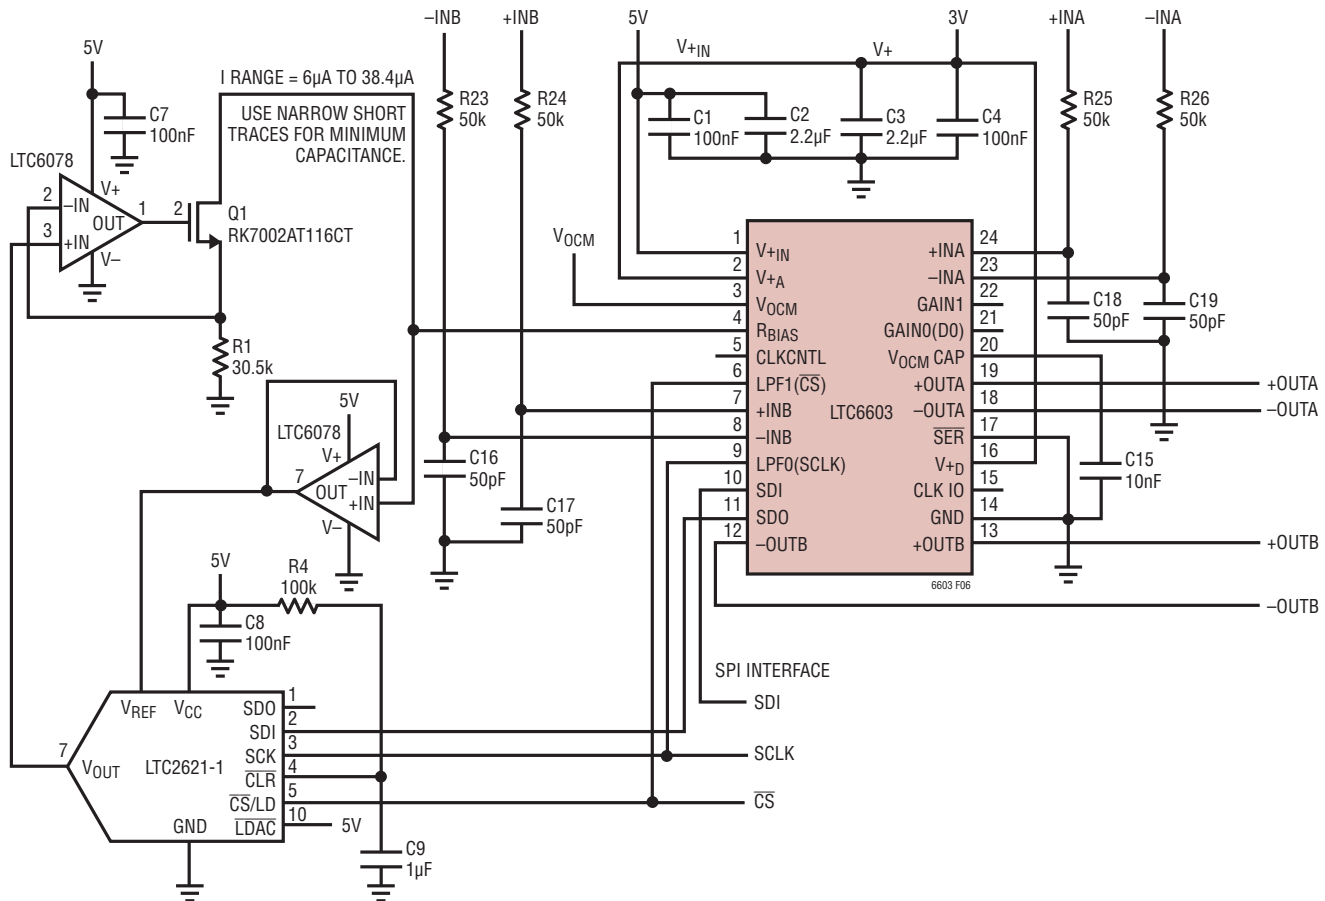 –INB
+INB
5V
3V
+INA
–INA
5V
V+IN
V+
I RANGE = 6µA TO 38.4µA
C7
100nF
USE NARROW SHORT
TRACES FOR MINIMUM
CAPACITANCE.
R23
50k
R24
50k
C1
100nF
C2
2.2µF
C3
2.2µF
C4
100nF
R25
50k
R26
50k
LTC6078
V+
2
–IN
3
+IN
OUT
1
V–
2
Q1
RK7002AT116CT
R1
30.5k
VOCM
1
V+IN
2
V+A
3
VOCM
4
RBIAS
5
CLKCNTL
6
LPF1(CS)
7
+INB
8
–INB
9
LPF0(SCLK)
10
SDI
11
SDO
12
–OUTB
LTC6603
+INA
24
–INA
23
GAIN1
22
GAIN0(D0)
21
VOCM CAP
20
+OUTA
19
–OUTA
18
SER
17
V+D
16
CLK IO
15
GND
14
+OUTB
13
6603 F06
C18
50pF
C19
50pF
+OUTA
–OUTA
C15
10nF
+OUTB
–OUTB
5V
LTC6078
V+
7
OUT
–IN
+IN
V–
C16
50pF
C17
50pF
5V
R4
100k
C8
100nF
SPI INTERFACE
SDI
SCLK
CS
VREF
VCC
SDO
1
SDI
2
SCK
3
CLR
4
CS/LD
5
LDAC
10
5V
7
VOUT
LTC2621-1
GND
C9
1µF